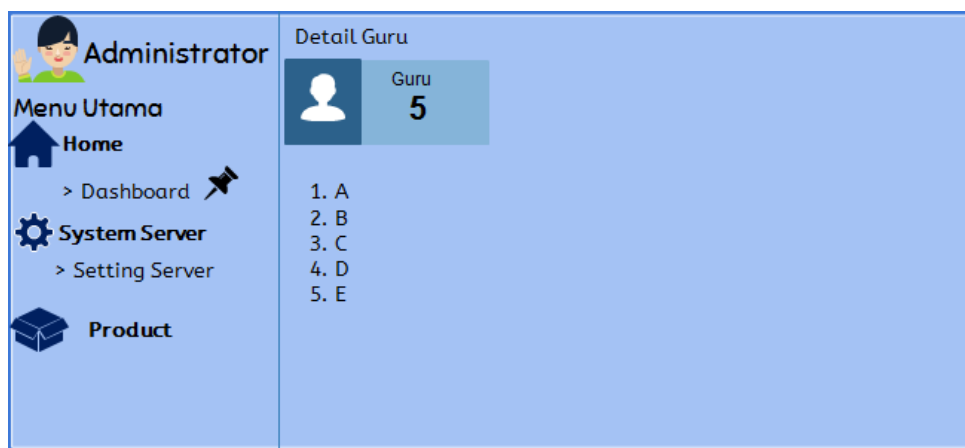 Administrator
Menu Utama
Home
> Dashboard
System Server
> Setting Server
Product
Detail Guru
Guru
5
1. A
2. B
3. C
4. D
5. E